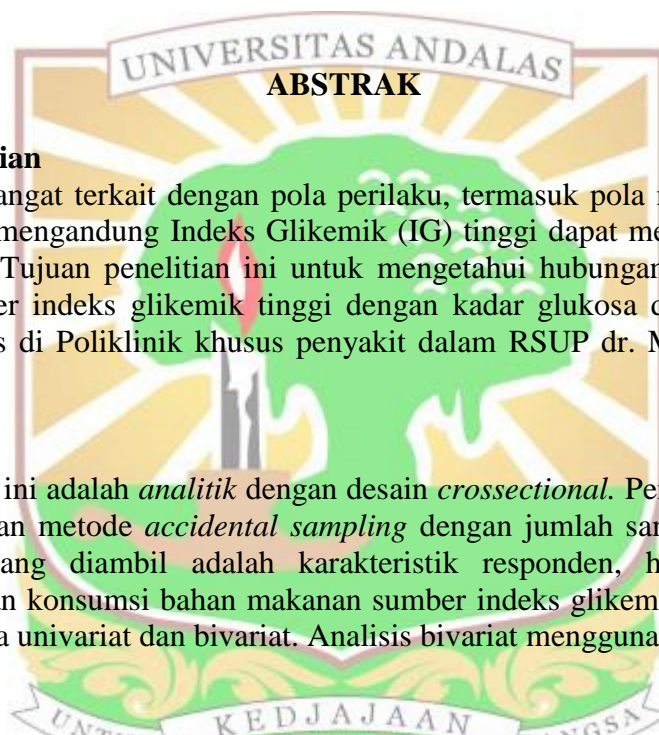 UNIVERSITAS ANDALAS
ABSTRAK
ian
angat terkait dengan pola perilaku, termasuk pola
mengandung Indeks Glikemik (IG) tinggi dapat me
Tujuan penelitian ini untuk mengetahui hubungan
er indeks glikemik tinggi dengan kadar glukosa d
s di Poliklinik khusus penyakit dalam RSUP dr. M
ini adalah analitik dengan desain crossectional. Pe
an metode accidental sampling dengan jumlah sar
ang diambil adalah karakteristik responden, h
an konsumsi bahan makanan sumber indeks glikem
a univariat dan bivariat. Analisis bivariat mengguna
KEDJAJAAN